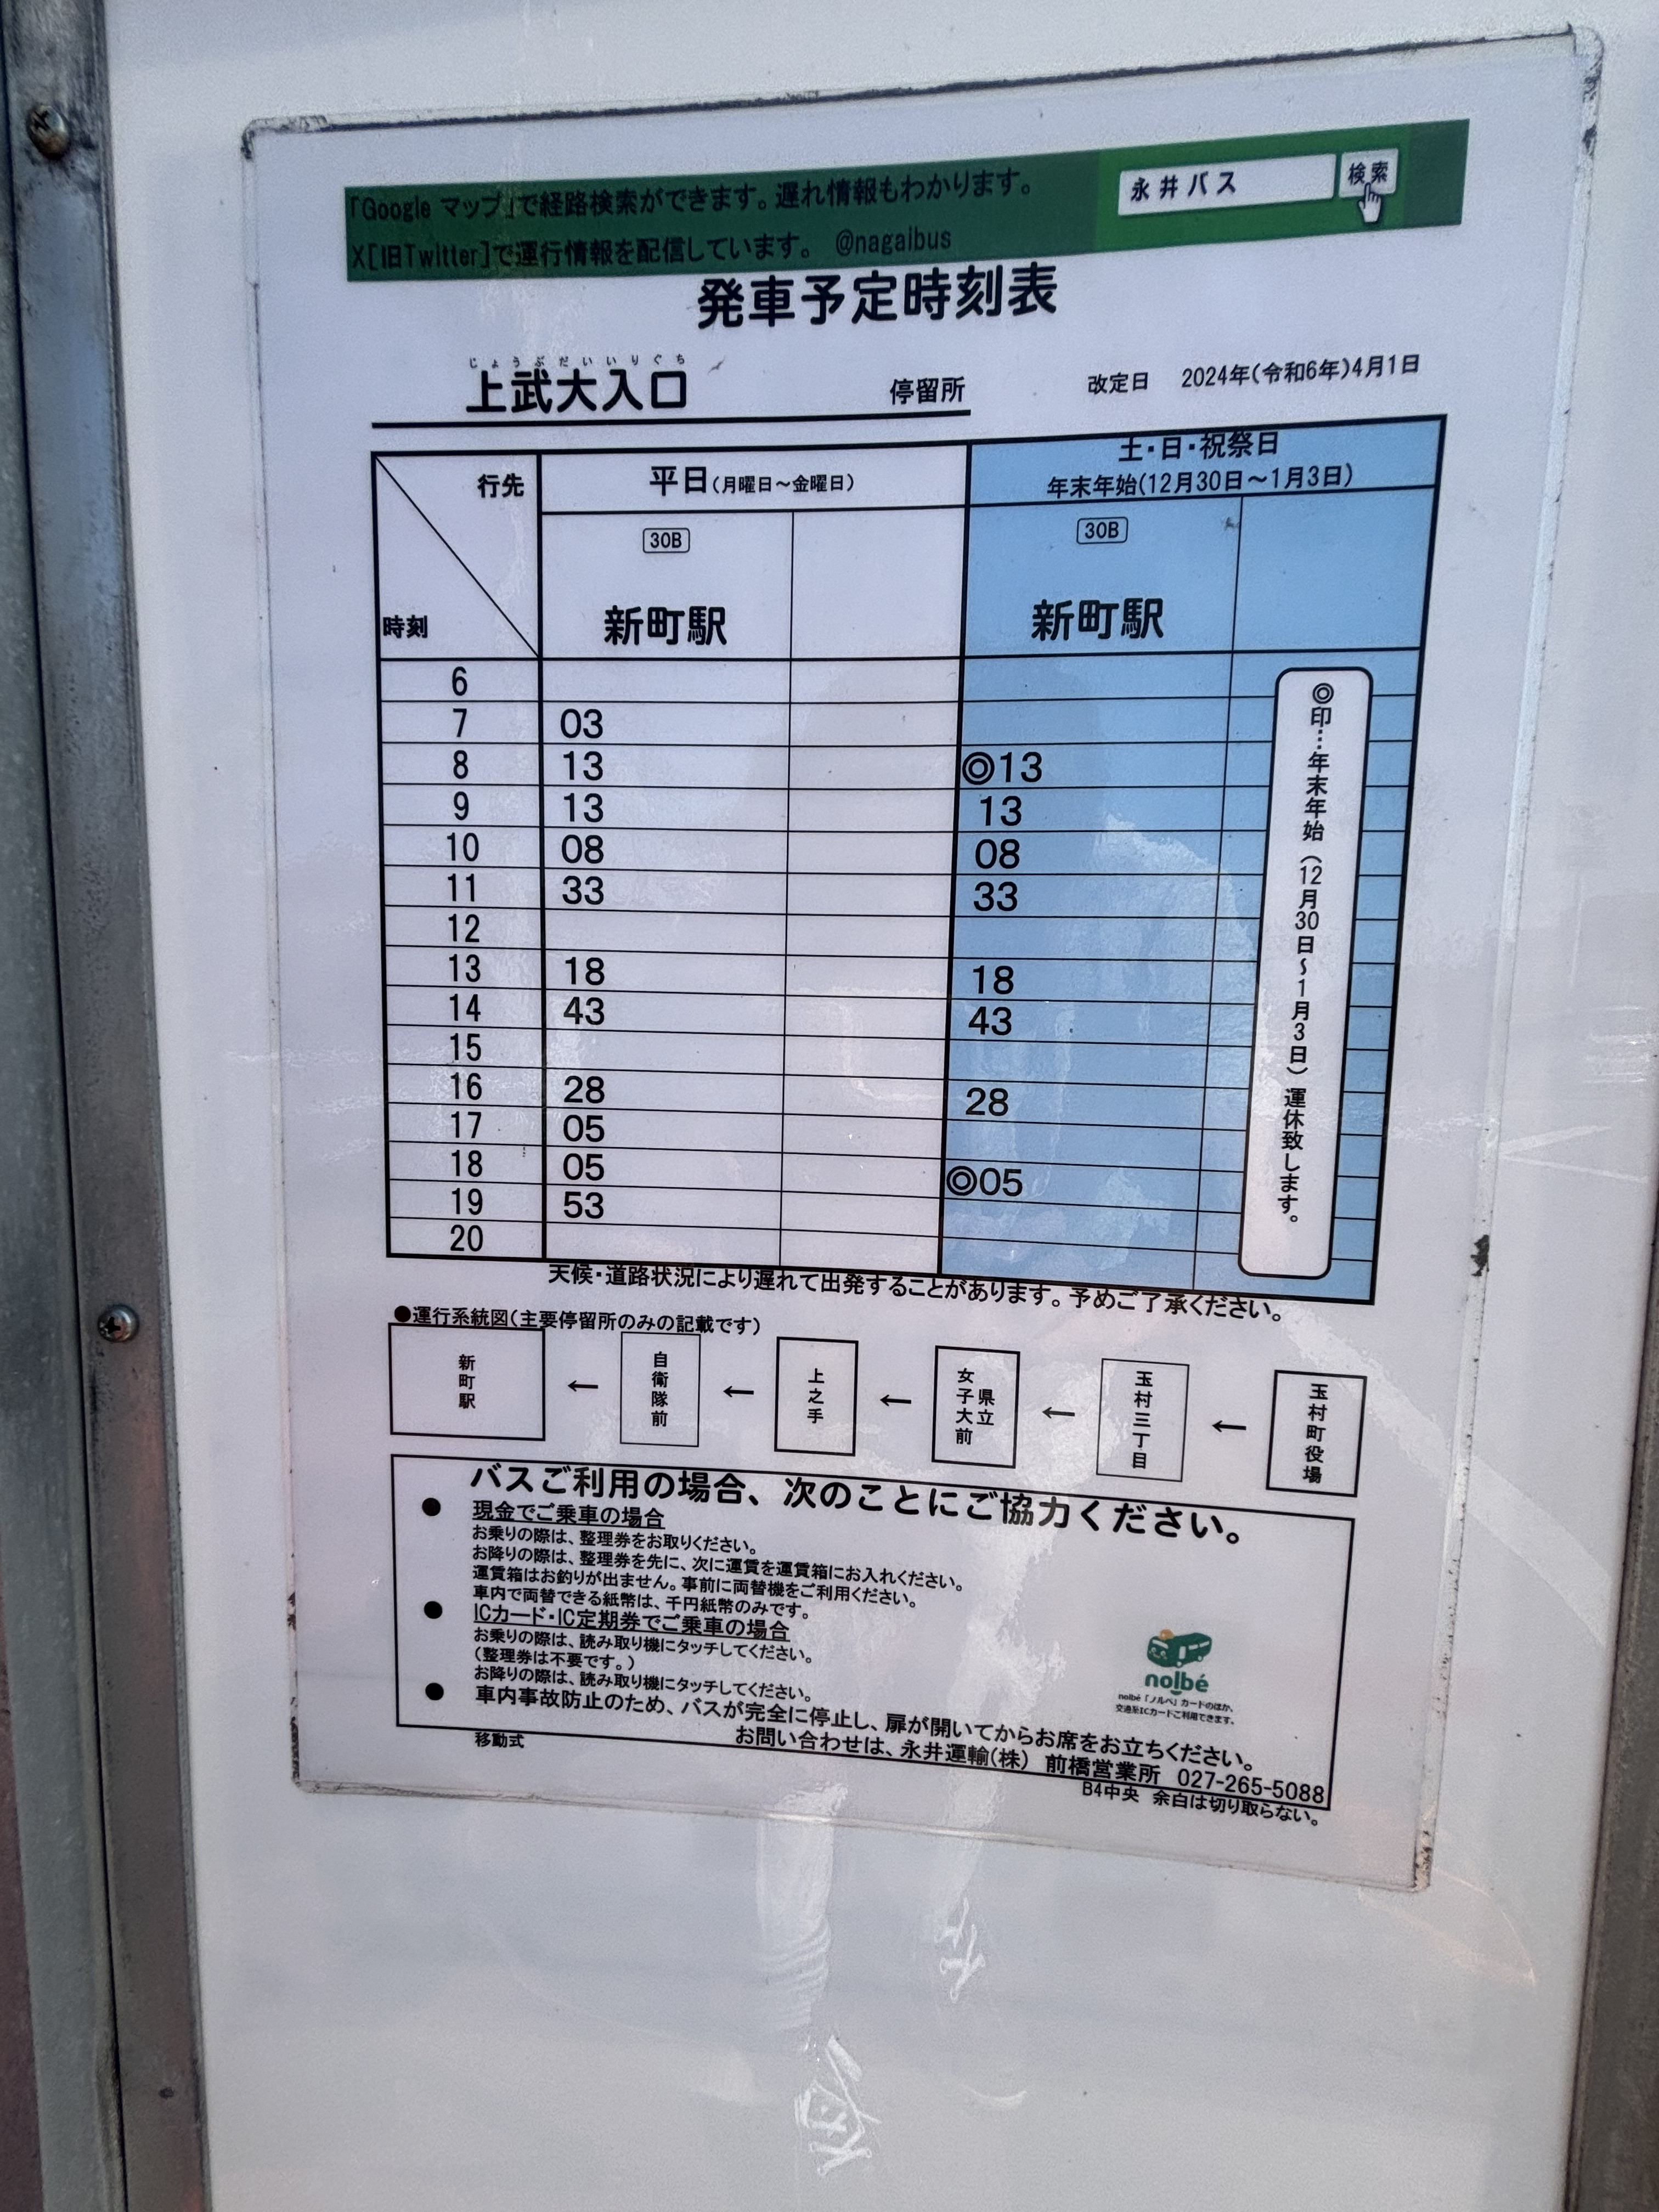 「Google マップ」で経路検索ができます。遅れ情報もわかります。
X[旧Twitter]で運行情報を配信しています。 @nagaibus
永井バス 検索
発車予定時刻表
じょうぶだいいりぐち
上武大入口 停留所 改定日 2024年(令和6年)4月1日
行先 時刻
平日(月曜日～金曜日)
土・日・祝祭日
年末年始(12月30日～1月3日)
30B 30B
新町駅 新町駅
6
7 03
8 13 ◎13
9 13 13
10 08 08
11 33 33
12
13 18 18
14 43 43
15
16 28 28
17 05
18 05 ◎05
19 53
20
◎印…年末年始(12月30日～1月3日)運休致します。
天候・道路状況により遅れて出発することがあります。予めご了承ください。
●運行系統図(主要停留所のみの記載です)
新町駅 ← 自衛隊前 ← 上之手 ← 県立女子大前 ← 玉村三丁目 ← 玉村町役場
バスご利用の場合、次のことにご協力ください。
● 現金でご乗車の場合
お乗りの際は、整理券をお取りください。
お降りの際は、整理券を先に、次に運賃を運賃箱にお入れください。
運賃箱はお釣りが出ません。事前に両替機をご利用ください。
車内で両替できる紙幣は、千円紙幣のみです。
● ICカード・IC定期券でご乗車の場合
お乗りの際は、読み取り機にタッチしてください。
(整理券は不要です。)
お降りの際は、読み取り機にタッチしてください。
nolbé
nolbé「ノルベ」カードのほか、
交通系ICカードご利用できます。
● 車内事故防止のため、バスが完全に停止し、扉が開いてからお席をお立ちください。
お問い合わせは、永井運輸(株) 前橋営業所 027-265-5088
移動式
B4中央 余白は切り取らない。